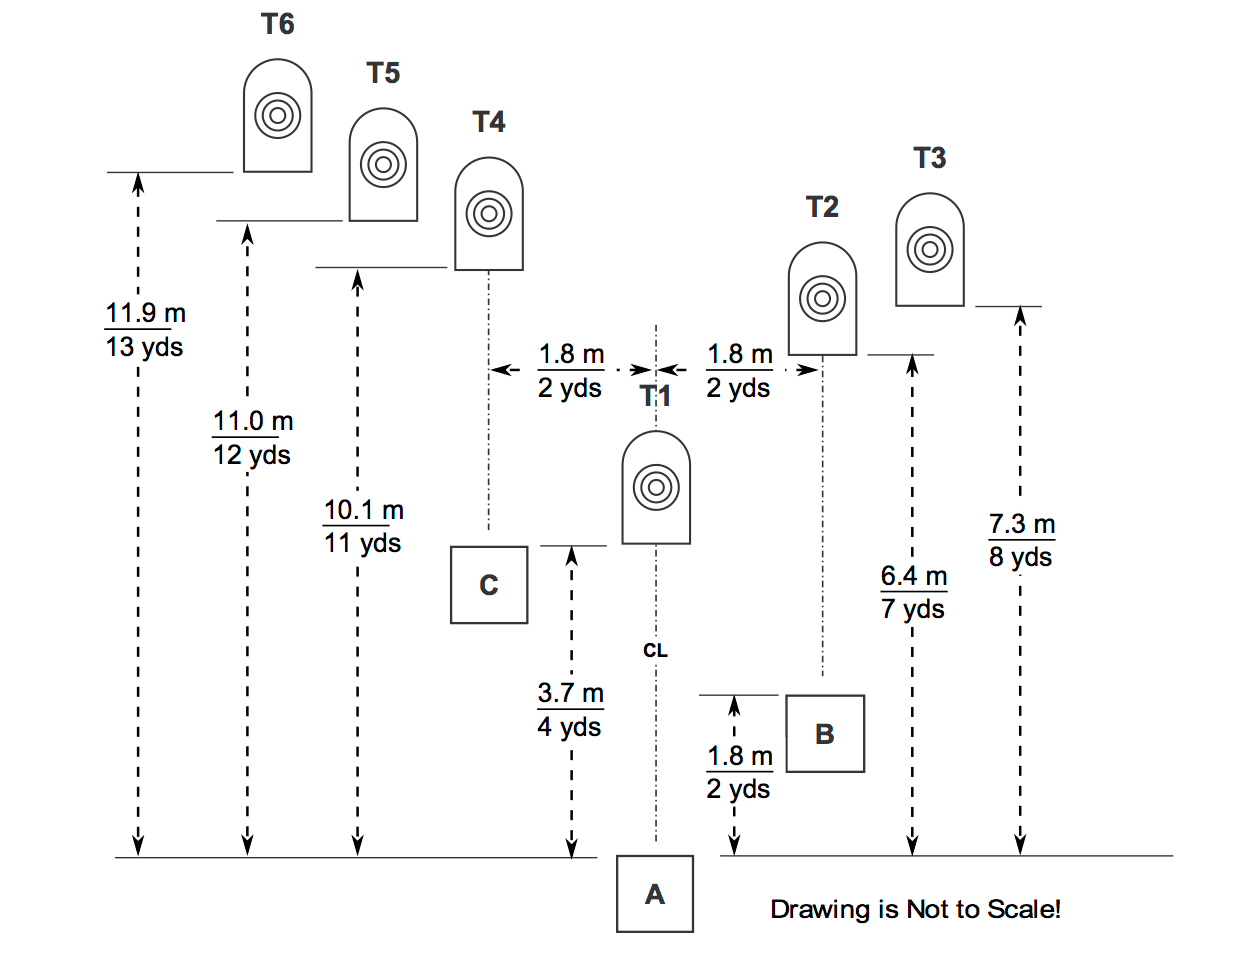 T6
T5
T4
T3
T2
11.9 m
13 yds
1.8 m
2 yds
1.8 m
2 yds
T1
11.0 m
12 yds
10.1 m
11 yds
7.3 m
8 yds
6.4 m
7 yds
C
CL
3.7 m
4 yds
B
1.8 m
2 yds
A
Drawing is Not to Scale!